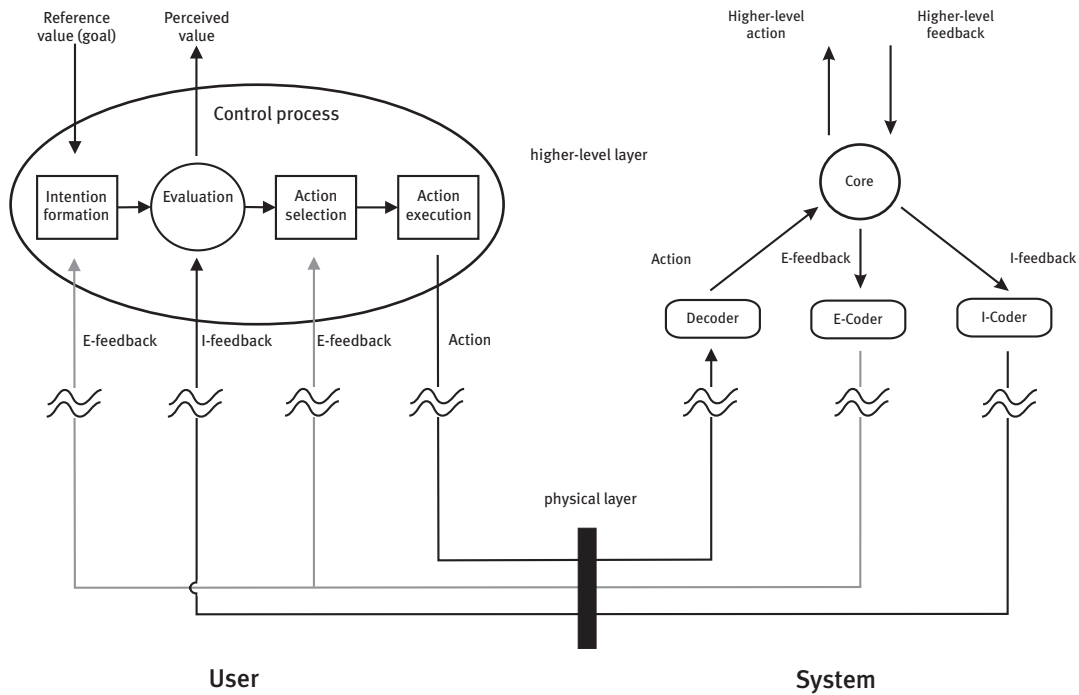 Reference
value (goal)
Perceived
value
Higher-level
action
Higher-level
feedback
Control process
higher-level layer
Intention
formation
Evaluation
Action
selection
Action
execution
Core
Action
E-feedback
I-feedback
Decoder
E-Coder
I-Coder
E-feedback
I-feedback
E-feedback
Action
physical layer
User
System